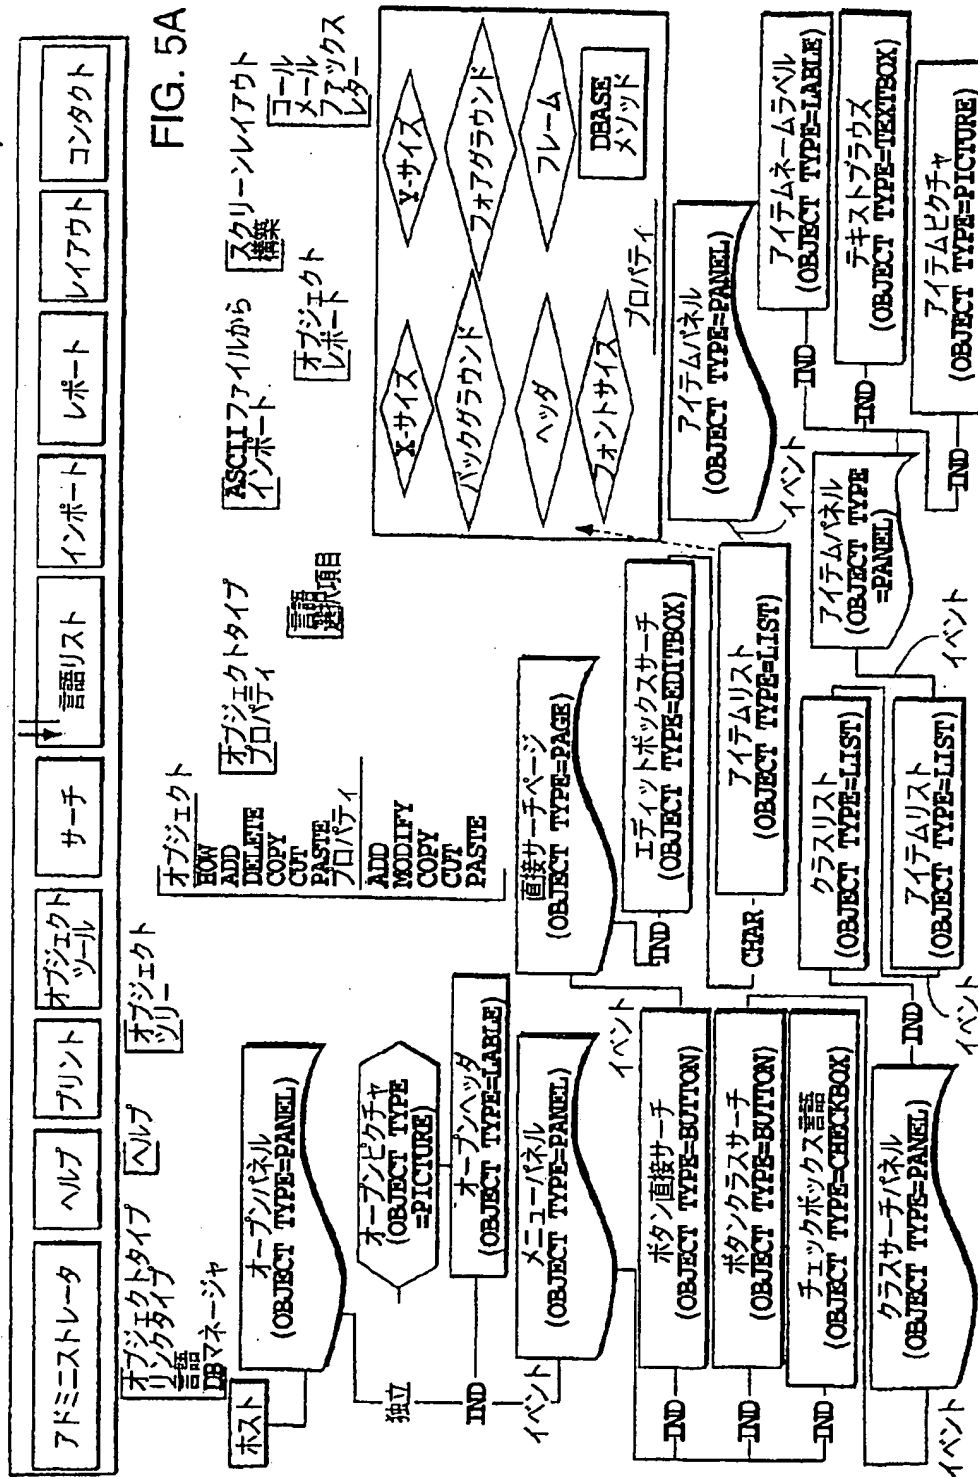 FIG. 5A
アドミニストレータ
ヘルプ
プリント
オブジェクト
ツール
サーチ
言語リスト
インポート
レポート
レイアウト
コンタクト
オブジェクトタイプ
リンクタイプ
言語
DBマネージャ
ヘルプ
オブジェクト
ツリー
オブジェクト
HOW
ADD
DELETE
COPY
CUT
PASTE
プロパティ
ADD
MODIFY
COPY
CUT
PASTE
オブジェクトタイプ
プロパティ
言語
選択項目
ASCIIファイルから
インポート
オブジェクト
レポート
スクリーンレイアウト
構築
コール
メール
ファックス
レター
ホスト
オープンパネル
(OBJECT TYPE=PANEL)
独立
オープンピクチャ
(OBJECT TYPE
=PICTURE)
IND
オープンヘッダ
(OBJECT TYPE=LABLE)
イベント
メニューパネル
(OBJECT TYPE=PANEL)
イベント
IND
ボタン直接サーチ
(OBJECT TYPE=BUTTON)
IND
ボタンクラスサーチ
(OBJECT TYPE=BUTTON)
IND
チェックボックス言語
(OBJECT TYPE=CHECKBOX)
イベント
クラスサーチパネル
(OBJECT TYPE=PANEL)
直接サーチページ
(OBJECT TYPE=PAGE)
IND
エディットボックスサーチ
(OBJECT TYPE=EDITBOX)
CHAR
アイテムリスト
(OBJECT TYPE=LIST)
IND
クラスリスト
(OBJECT TYPE=LIST)
イベント
アイテムリスト
(OBJECT TYPE=LIST)
イベント
アイテムパネル
(OBJECT TYPE
=PANEL)
X-サイズ
Y-サイズ
バックグラウンド
フォアグラウンド
ヘッダ
フレーム
フォントサイズ
DBASE
メソッド
プロパティ
イベント
アイテムパネル
(OBJECT TYPE=PANEL)
IND
アイテムネームラベル
(OBJECT TYPE=LABLE)
IND
テキストブラウズ
(OBJECT TYPE=TEXTBOX)
IND
アイテムピクチャ
(OBJECT TYPE=PICTURE)